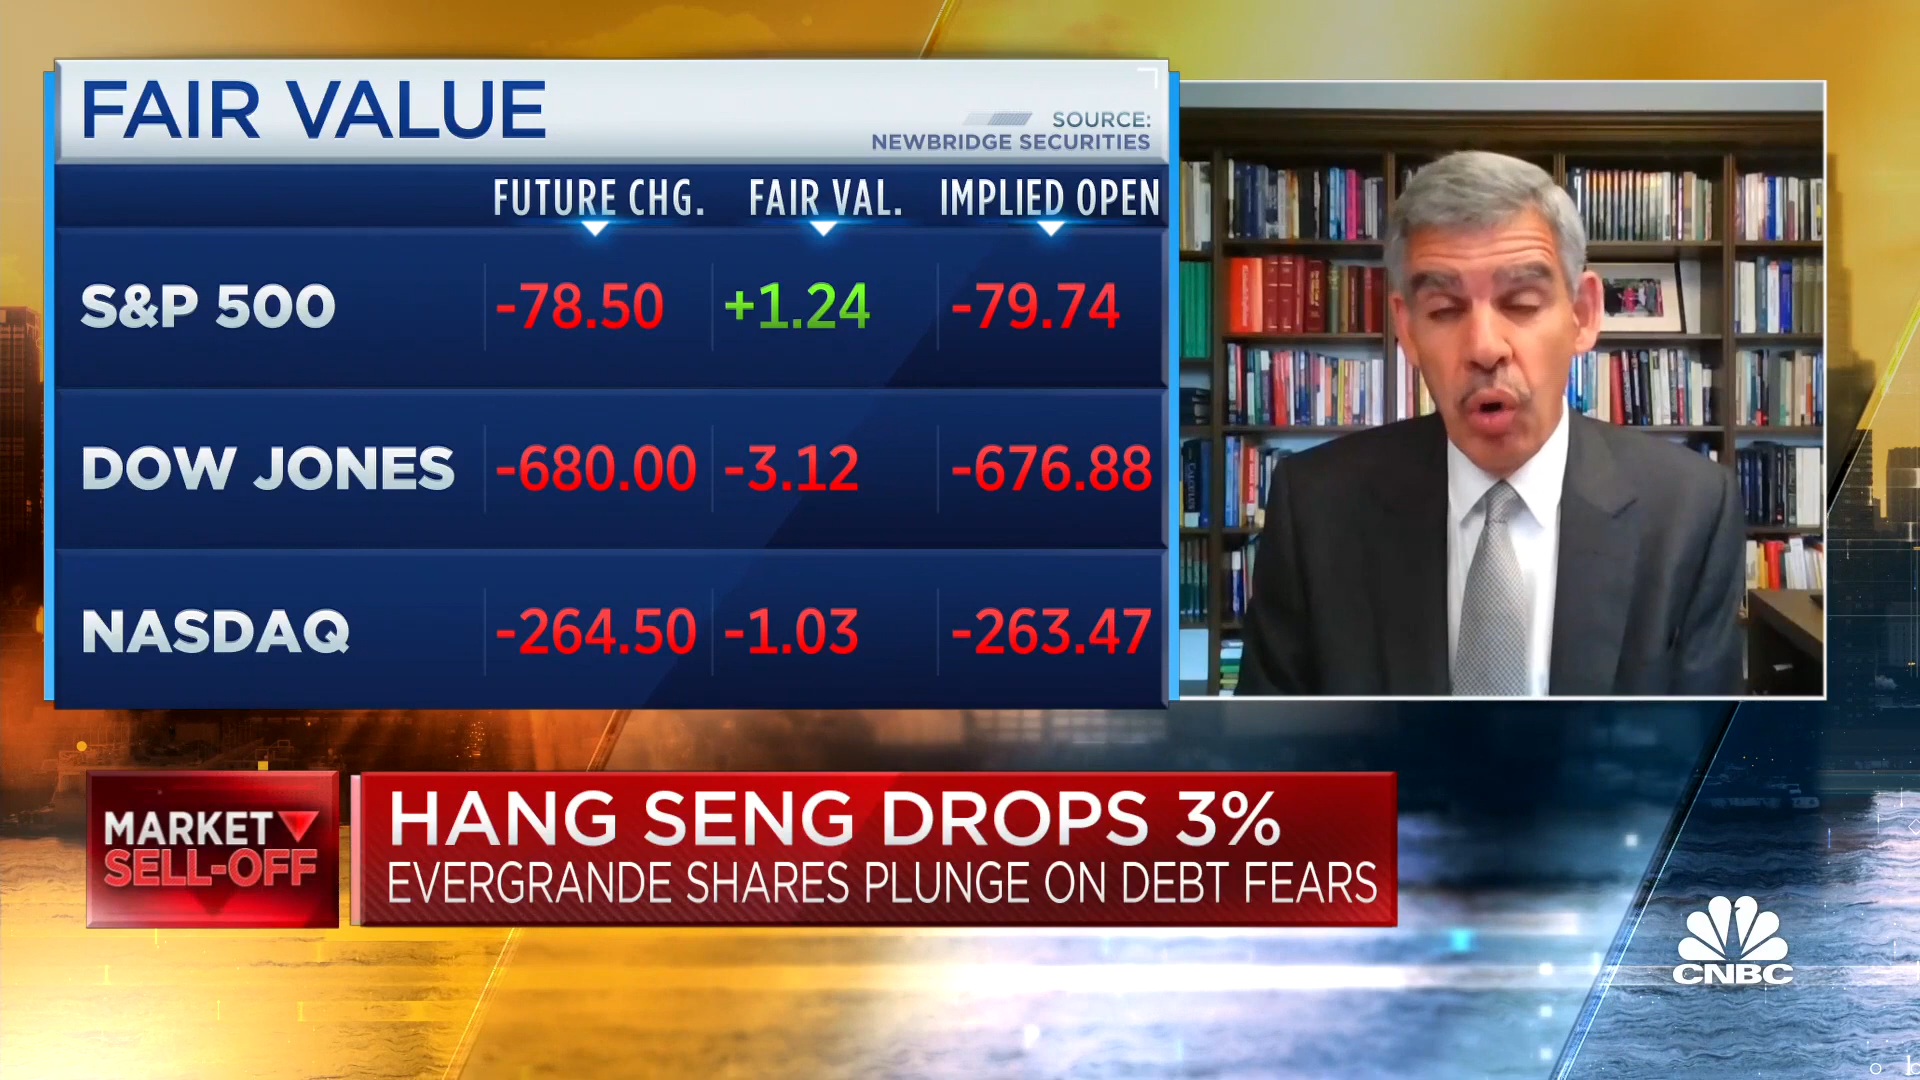 FAIR VALUE
SOURCE:
NEWBRIDGE SECURITIES
FUTURE CHG. FAIR VAL. IMPLIED OPEN
S&P 500 -78.50 +1.24 -79.74
DOW JONES -680.00 -3.12 -676.88
NASDAQ -264.50 -1.03 -263.47
MARKET
SELL-OFF
HANG SENG DROPS 3%
EVERGRANDE SHARES PLUNGE ON DEBT FEARS
CNBC